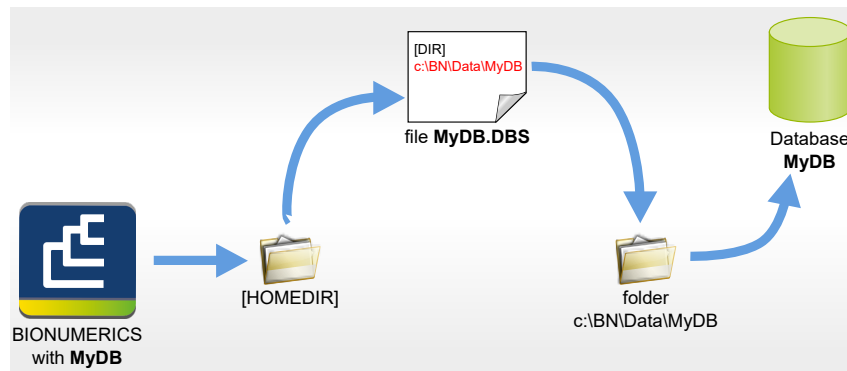 [DIR]
c:\BN\Data\MyDB
file MyDB.DBS
Database
MyDB
[HOMEDIR]
folder
c:\BN\Data\MyDB
BIONUMERICS
with MyDB